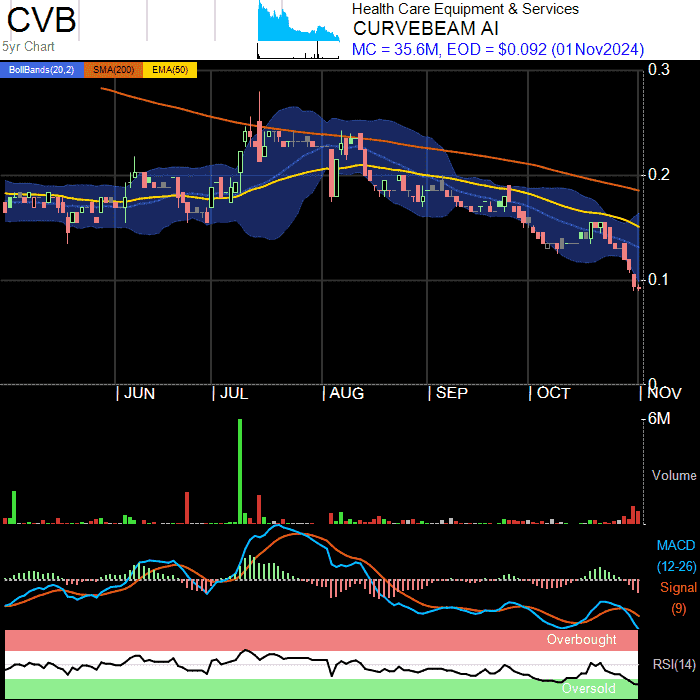 CVB
5yr Chart
Health Care Equipment & Services
CURVEBEAM AI
MC = 35.6M, EOD = $0.092 (01Nov2024)
BollBands(20,2) SMA(200) EMA(50)
0.3
0.2
0.1
0
| JUN | JUL | AUG | SEP | OCT | NOV
6M
Volume
MACD
(12-26)
Signal
(9)
Overbought
RSI(14)
Oversold